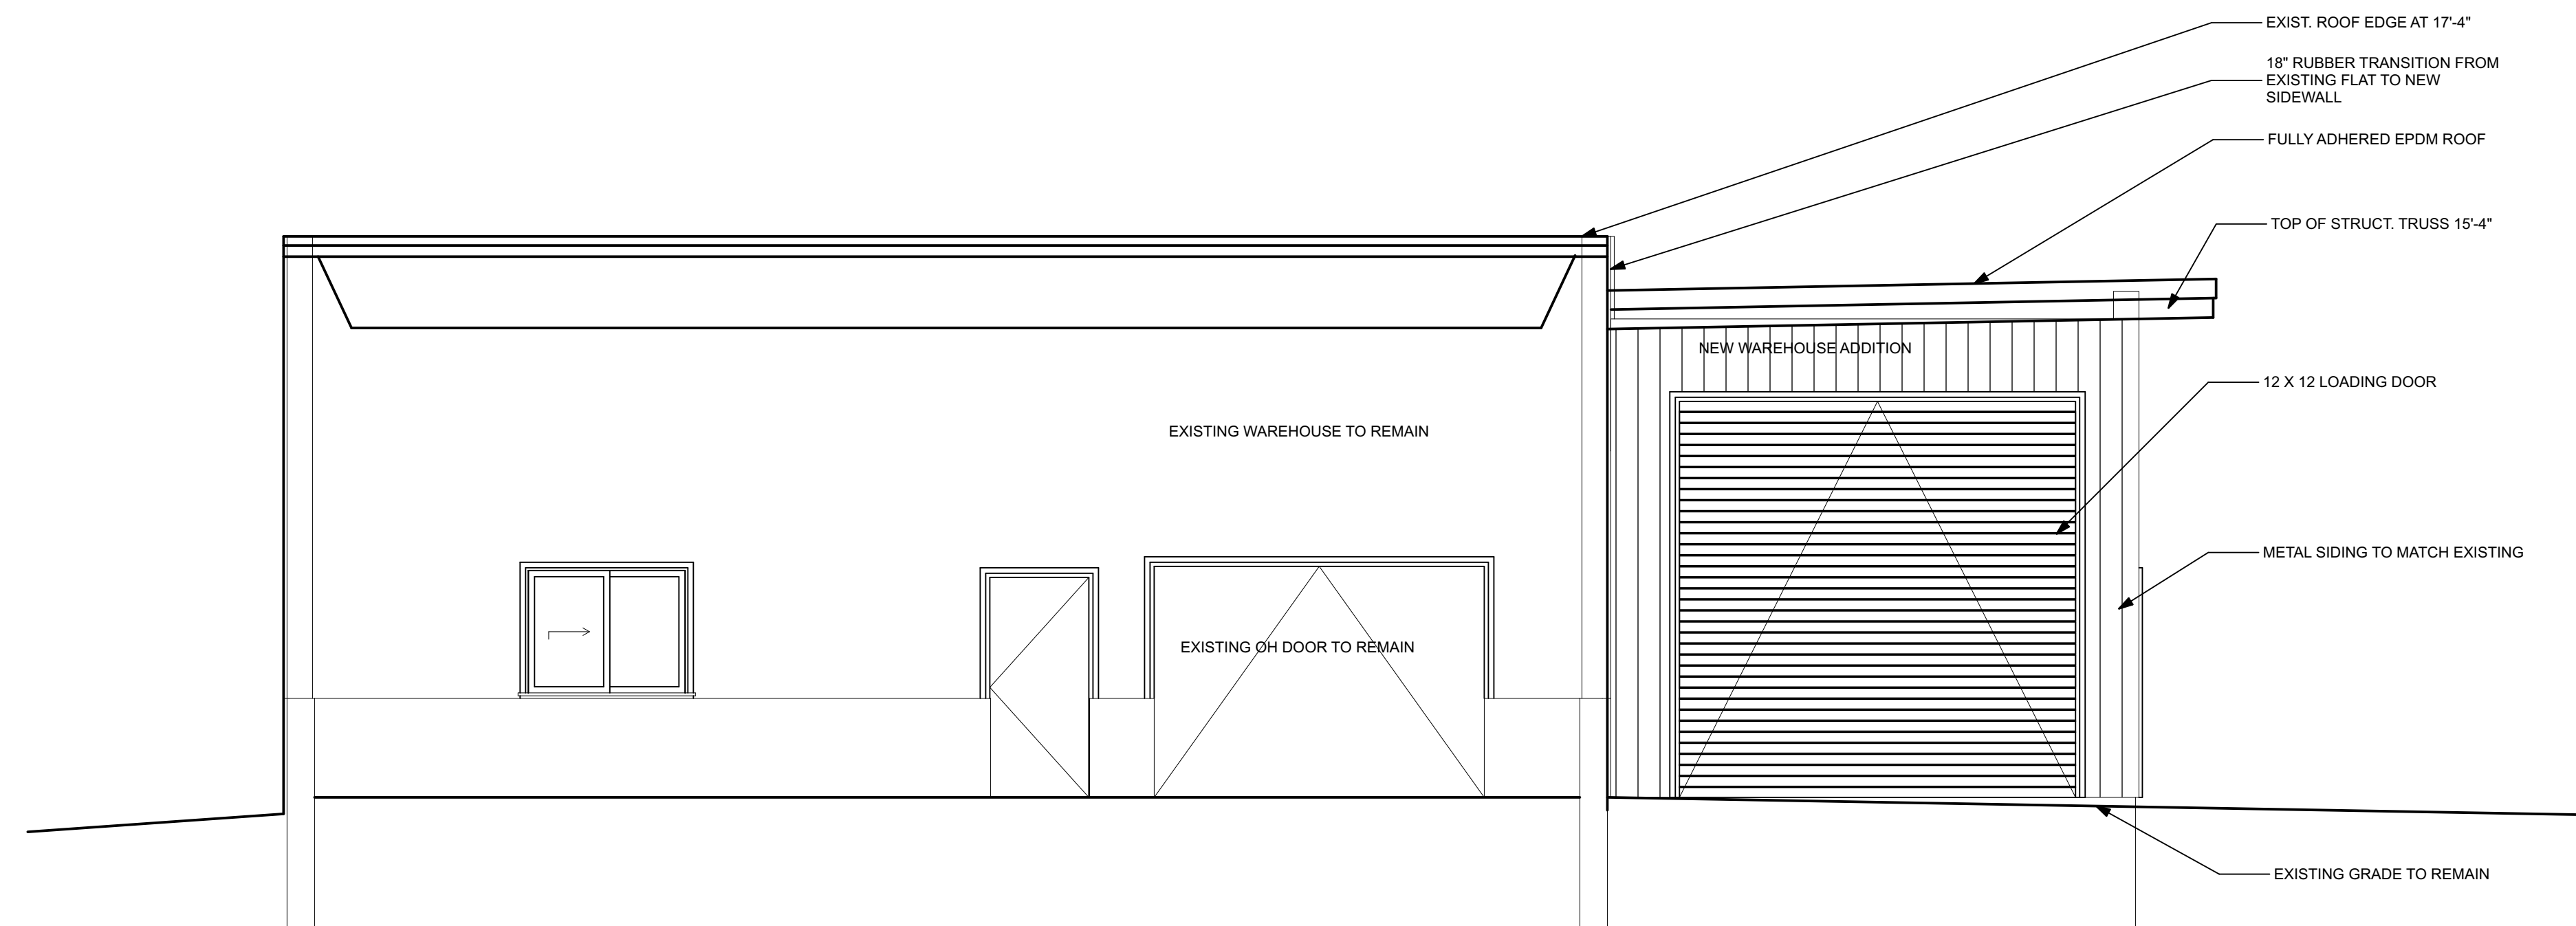 EXIST. ROOF EDGE AT 17'-4"
18" RUBBER TRANSITION FROM
EXISTING FLAT TO NEW
SIDEWALL
FULLY ADHERED EPDM ROOF
TOP OF STRUCT. TRUSS 15'-4"
NEW WAREHOUSE ADDITION
12 X 12 LOADING DOOR
EXISTING WAREHOUSE TO REMAIN
METAL SIDING TO MATCH EXISTING
EXISTING OH DOOR TO REMAIN
EXISTING GRADE TO REMAIN